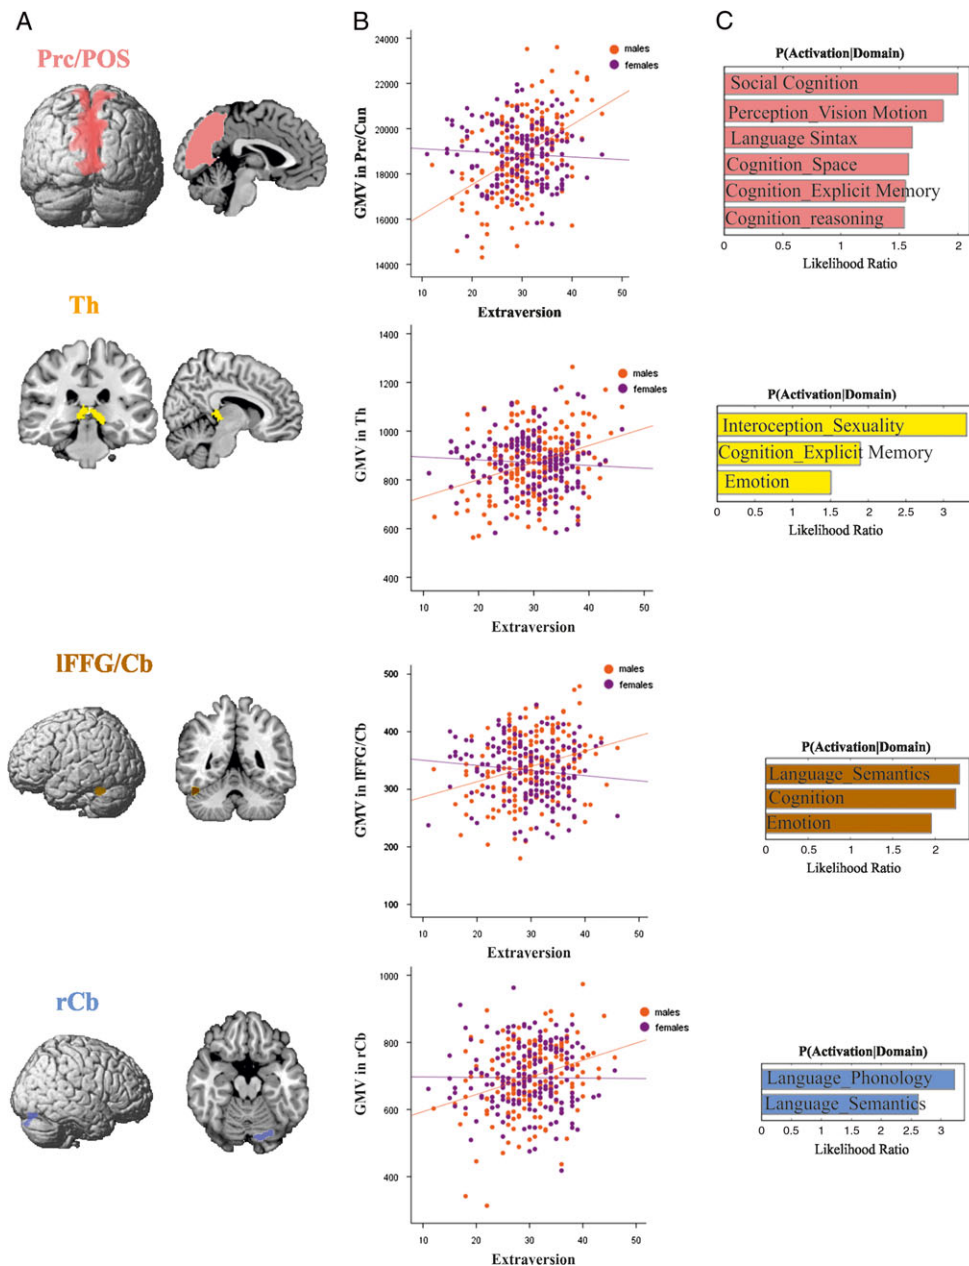 A
B
C
Prc/POS
GMV in Prc/Cun
24000
22000
20000
18000
16000
14000
10
20
30
40
50
Extraversion
males
females
P(Activation|Domain)
Social Cognition
Perception_Vision Motion
Language Sintax
Cognition_Space
Cognition_Explicit Memory
Cognition_reasoning
0
0.5
1
1.5
2
Likelihood Ratio
Th
GMV in Th
1400
1200
1000
800
600
400
10
20
30
40
50
Extraversion
males
females
P(Activation|Domain)
Interoception_Sexuality
Cognition_Explicit Memory
Emotion
0
0.5
1
1.5
2
2.5
3
Likelihood Ratio
lFFG/Cb
GMV in lFFG/Cb
500
400
300
200
100
10
20
30
40
50
Extraversion
males
females
P(Activation|Domain)
Language_Semantics
Cognition
Emotion
0
0.5
1
1.5
2
Likelihood Ratio
rCb
GMV in rCb
1000
800
600
400
10
20
30
40
50
Extraversion
males
females
P(Activation|Domain)
Language_Phonology
Language_Semantics
0
0.5
1
1.5
2
2.5
3
Likelihood Ratio